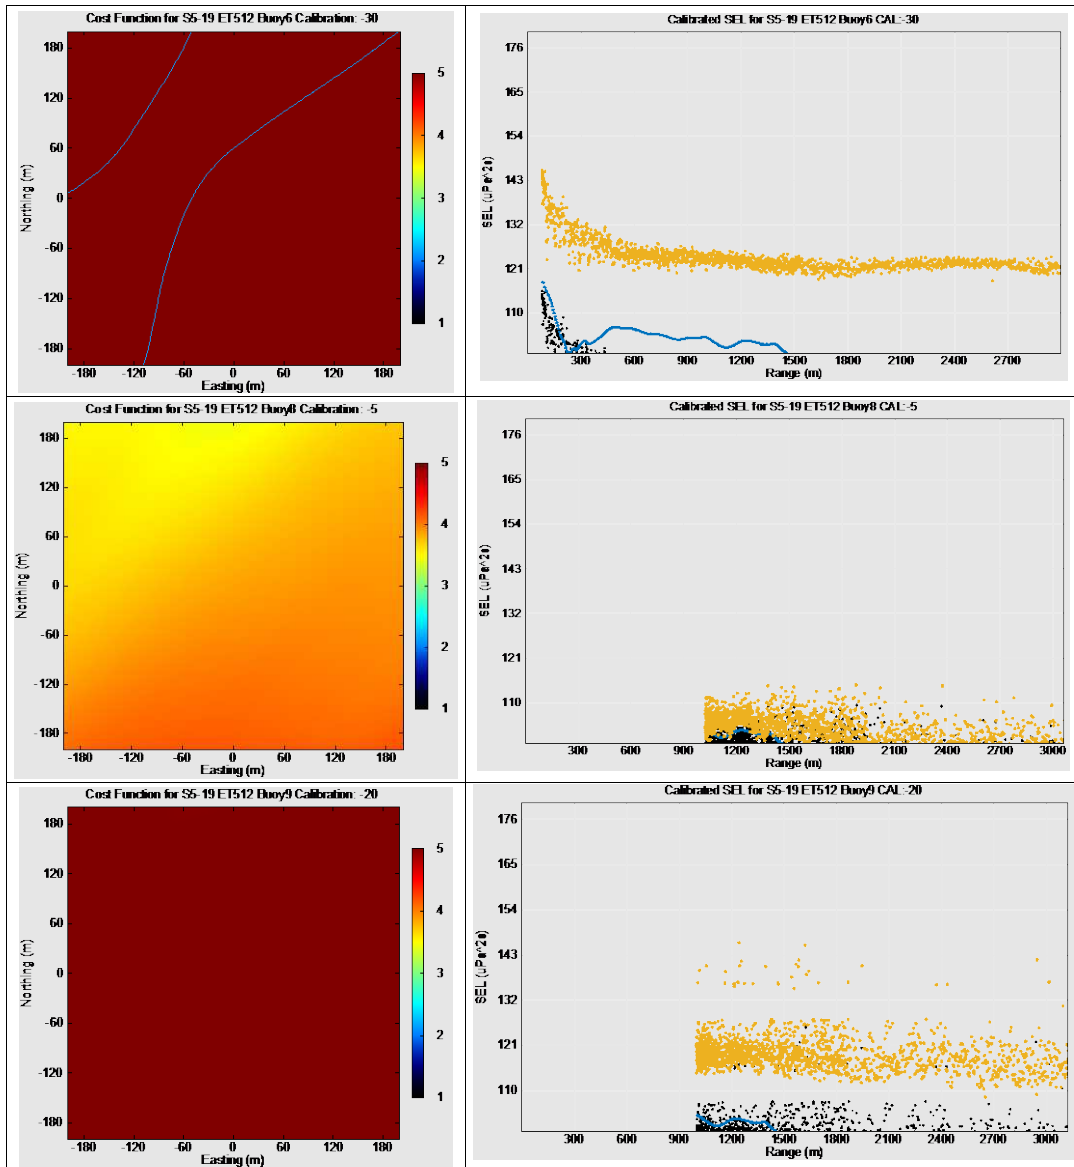 Cost Function for S5-19 ET512 Buoy6 Calibration: -30
180
120
60
0
-60
-120
-180
Northing (m)
-180 -120 -60 0 60 120 180
Easting (m)
5
4
3
2
1
Calibrated SEL for S5-19 ET512 Buoy6 CAL:-30
176
165
154
143
132
121
110
SEL (uPa^2s)
300 600 900 1200 1500 1800 2100 2400 2700
Range (m)
Cost Function for S5-19 ET512 Buoy8 Calibration: -5
180
120
60
0
-60
-120
-180
Northing (m)
-180 -120 -60 0 60 120 180
Easting (m)
5
4
3
2
1
Calibrated SEL for S5-19 ET512 Buoy8 CAL:-5
176
165
154
143
132
121
110
SEL (uPa^2s)
300 600 900 1200 1500 1800 2100 2400 2700 3000
Range (m)
Cost Function for S5-19 ET512 Buoy9 Calibration: -20
180
120
60
0
-60
-120
-180
Northing (m)
-180 -120 -60 0 60 120 180
Easting (m)
5
4
3
2
1
Calibrated SEL for S5-19 ET512 Buoy9 CAL:-20
176
165
154
143
132
121
110
SEL (uPa^2s)
300 600 900 1200 1500 1800 2100 2400 2700 3000
Range (m)